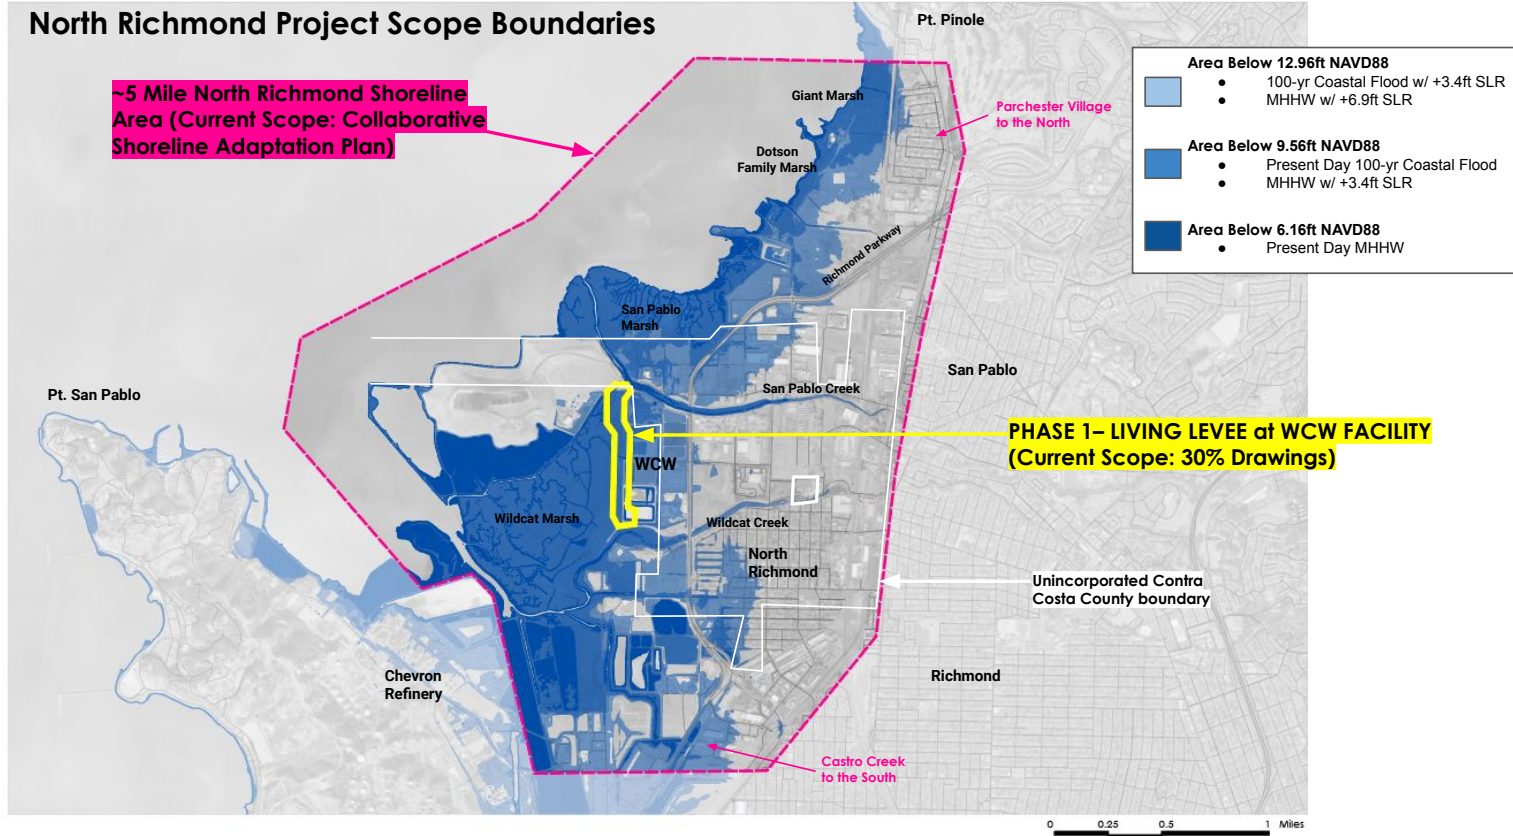 North Richmond Project Scope Boundaries
Pt. Pinole
~5 Mile North Richmond Shoreline
Area (Current Scope: Collaborative
Shoreline Adaptation Plan)
Area Below 12.96ft NAVD88
● 100-yr Coastal Flood w/ +3.4ft SLR
● MHHW w/ +6.9ft SLR
Area Below 9.56ft NAVD88
● Present Day 100-yr Coastal Flood
● MHHW w/ +3.4ft SLR
Area Below 6.16ft NAVD88
● Present Day MHHW
Giant Marsh
Parchester Village
to the North
Dotson
Family Marsh
Richmond Parkway
San Pablo
Marsh
San Pablo
San Pablo Creek
Pt. San Pablo
PHASE 1– LIVING LEVEE at WCW FACILITY
(Current Scope: 30% Drawings)
WCW
Wildcat Marsh
Wildcat Creek
North
Richmond
Unincorporated Contra
Costa County boundary
Chevron
Refinery
Richmond
Castro Creek
to the South
0 0.25 0.5 1 Miles